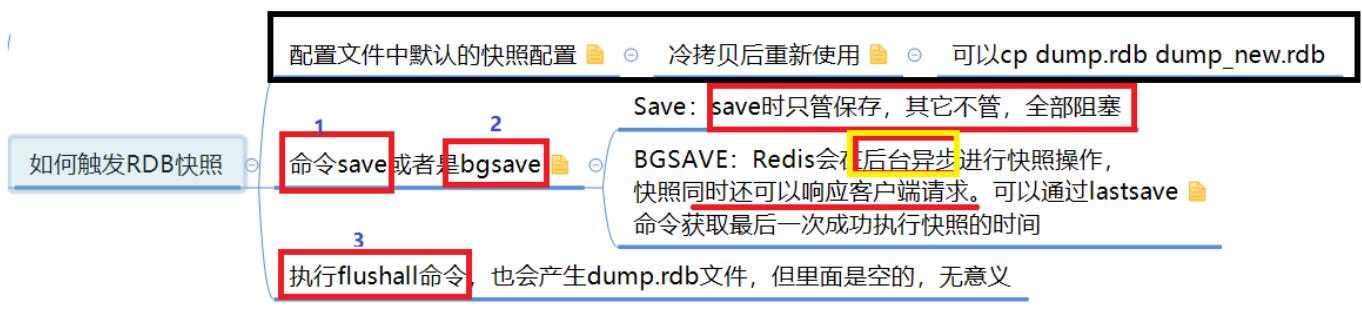 配置文件中默认的快照配置
冷拷贝后重新使用
可以cp dump.rdb dump_new.rdb
如何触发RDB快照
1
2
命令save或者是bgsave
Save：save时只管保存，其它不管，全部阻塞
BGSAVE：Redis会在后台异步进行快照操作，
快照同时还可以响应客户端请求。可以通过lastsave
命令获取最后一次成功执行快照的时间
3
执行flushall命令，也会产生dump.rdb文件，但里面是空的，无意义